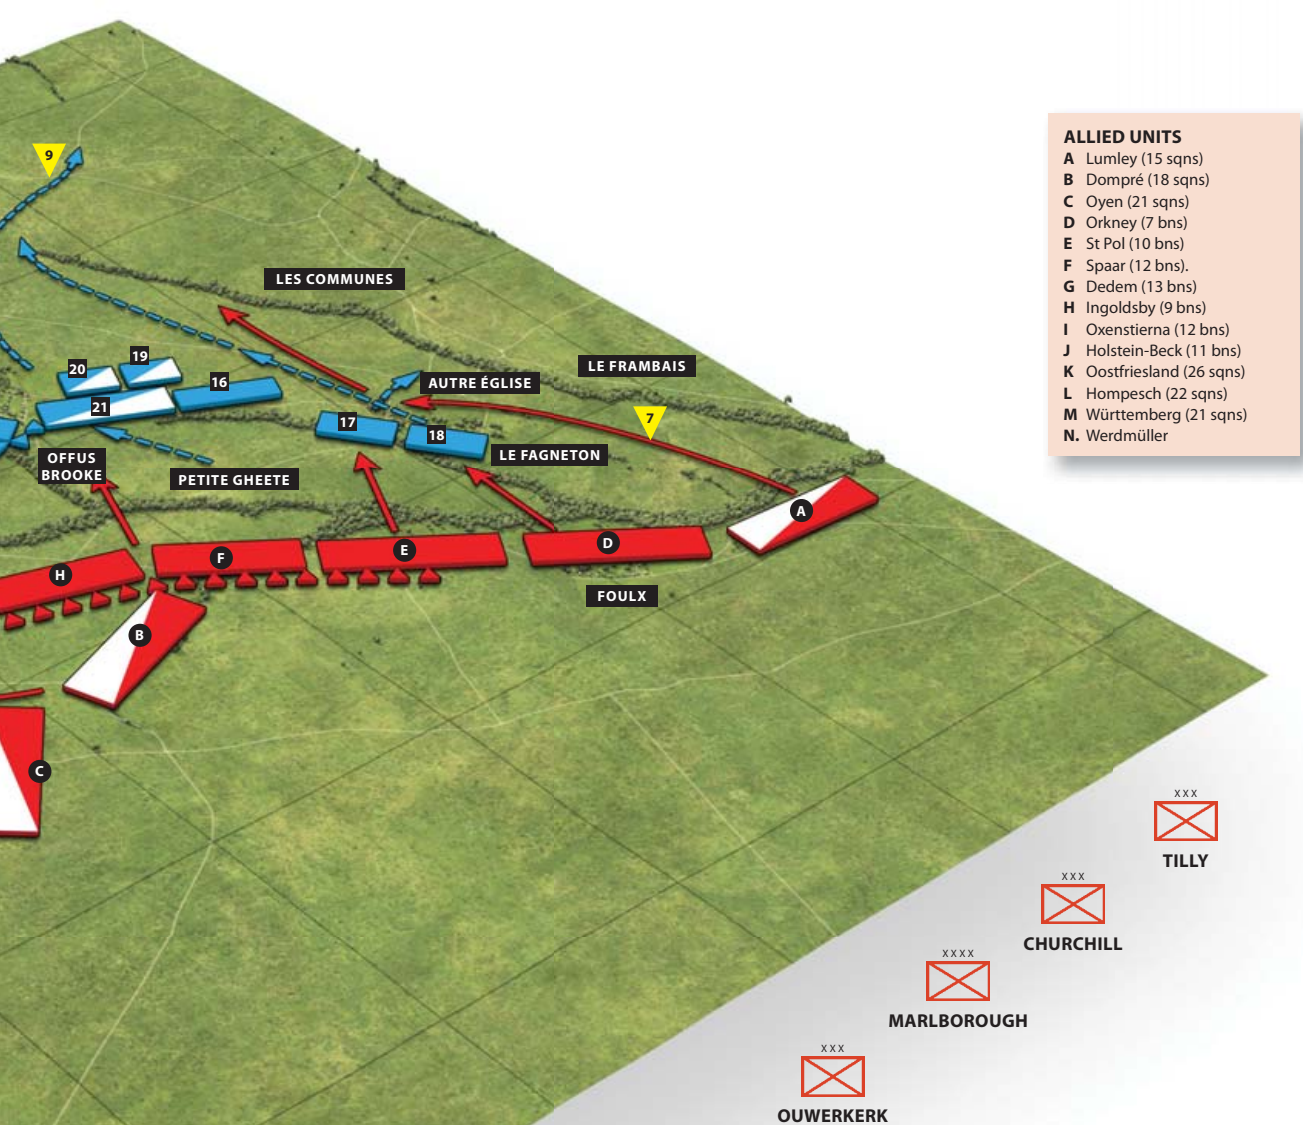 ALLIED UNITS
A Lumley (15 sqns)
B Dompré (18 sqns)
C Oyen (21 sqns)
D Orkney (7 bns)
E St Pol (10 bns)
F Spaar (12 bns).
G Dedem (13 bns)
H Ingoldsby (9 bns)
I Oxenstierna (12 bns)
J Holstein-Beck (11 bns)
K Oostfriesland (26 sqns)
L Hompesch (22 sqns)
M Württemberg (21 sqns)
N. Werdmüller
9
LES COMMUNES
19
20
16
21
LE FRAMBAIS
AUTRE ÉGLISE
7
17
18
LE FAGNETON
OFFUS
BROOKE
PETITE GHEETE
A
D
E
F
H
FOULX
B
C
XXX
TILLY
XXX
CHURCHILL
XXXX
MARLBOROUGH
XXX
OUWERKERK